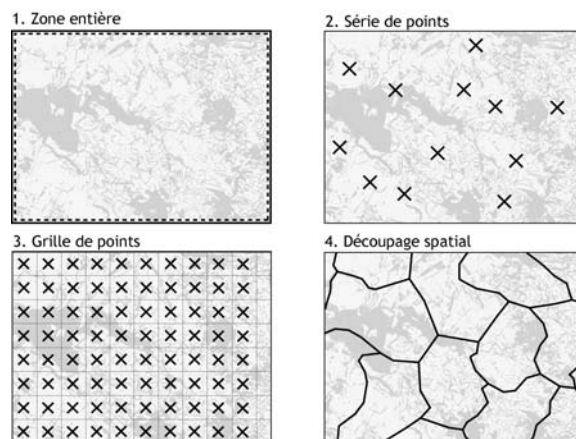 1. Zone entière
2. Série de points
3. Grille de points
4. Découpage spatial